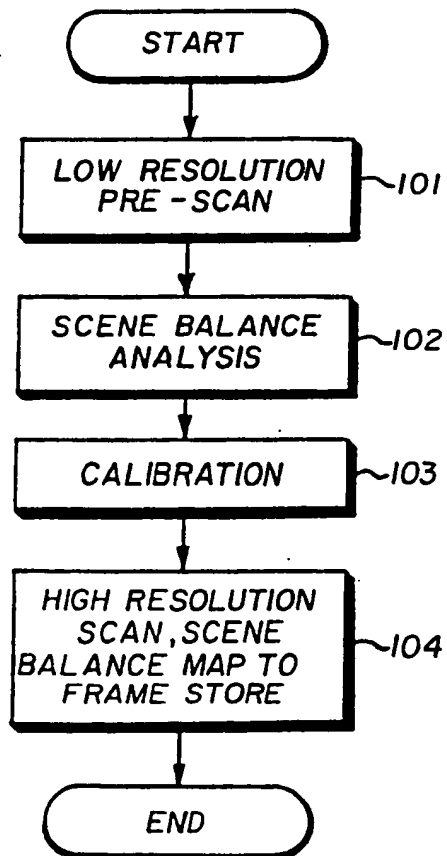 START
LOW RESOLUTION
PRE-SCAN
101
SCENE BALANCE
ANALYSIS
102
CALIBRATION
103
HIGH RESOLUTION
SCAN, SCENE
BALANCE MAP TO
FRAME STORE
104
END